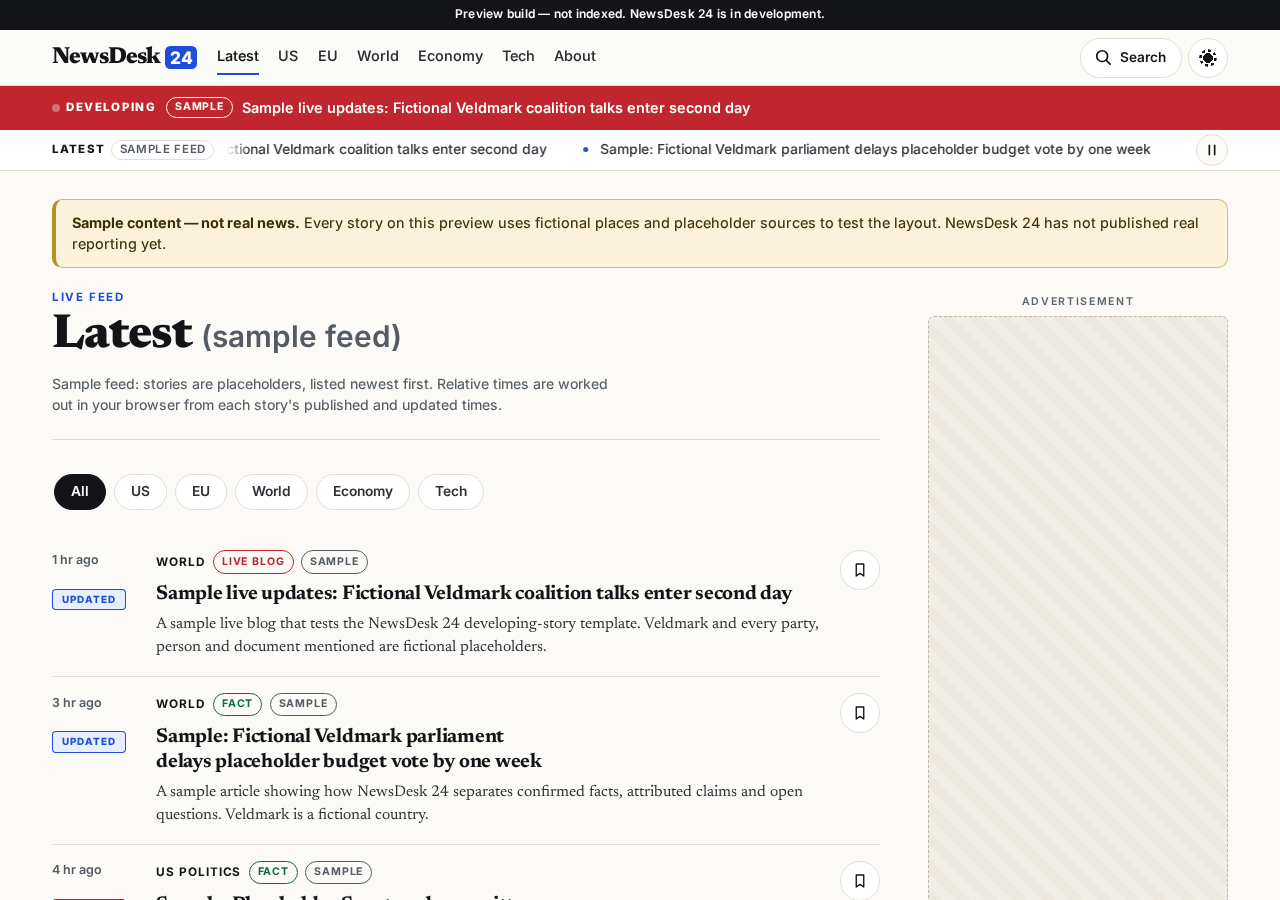 Preview build — not indexed. NewsDesk 24 is in development.
NewsDesk 24 Latest US EU World Economy Tech About Search
DEVELOPING SAMPLE Sample live updates: Fictional Veldmark coalition talks enter second day
LATEST SAMPLE FEED Veldmark coalition talks enter second day • Sample: Fictional Veldmark parliament delays placeholder budget vote by one week
Sample content — not real news. Every story on this preview uses fictional places and placeholder sources to test the layout. NewsDesk 24 has not published real
reporting yet.
LIVE FEED
Latest (sample feed)
Sample feed: stories are placeholders, listed newest first. Relative times are worked
out in your browser from each story's published and updated times.
ADVERTISEMENT
All US EU World Economy Tech
1 hr ago
UPDATED
WORLD LIVE BLOG SAMPLE
Sample live updates: Fictional Veldmark coalition talks enter second day
A sample live blog that tests the NewsDesk 24 developing-story template. Veldmark and every party,
person and document mentioned are fictional placeholders.
3 hr ago
UPDATED
WORLD FACT SAMPLE
Sample: Fictional Veldmark parliament
delays placeholder budget vote by one week
A sample article showing how NewsDesk 24 separates confirmed facts, attributed claims and open
questions. Veldmark is a fictional country.
4 hr ago
US POLITICS FACT SAMPLE